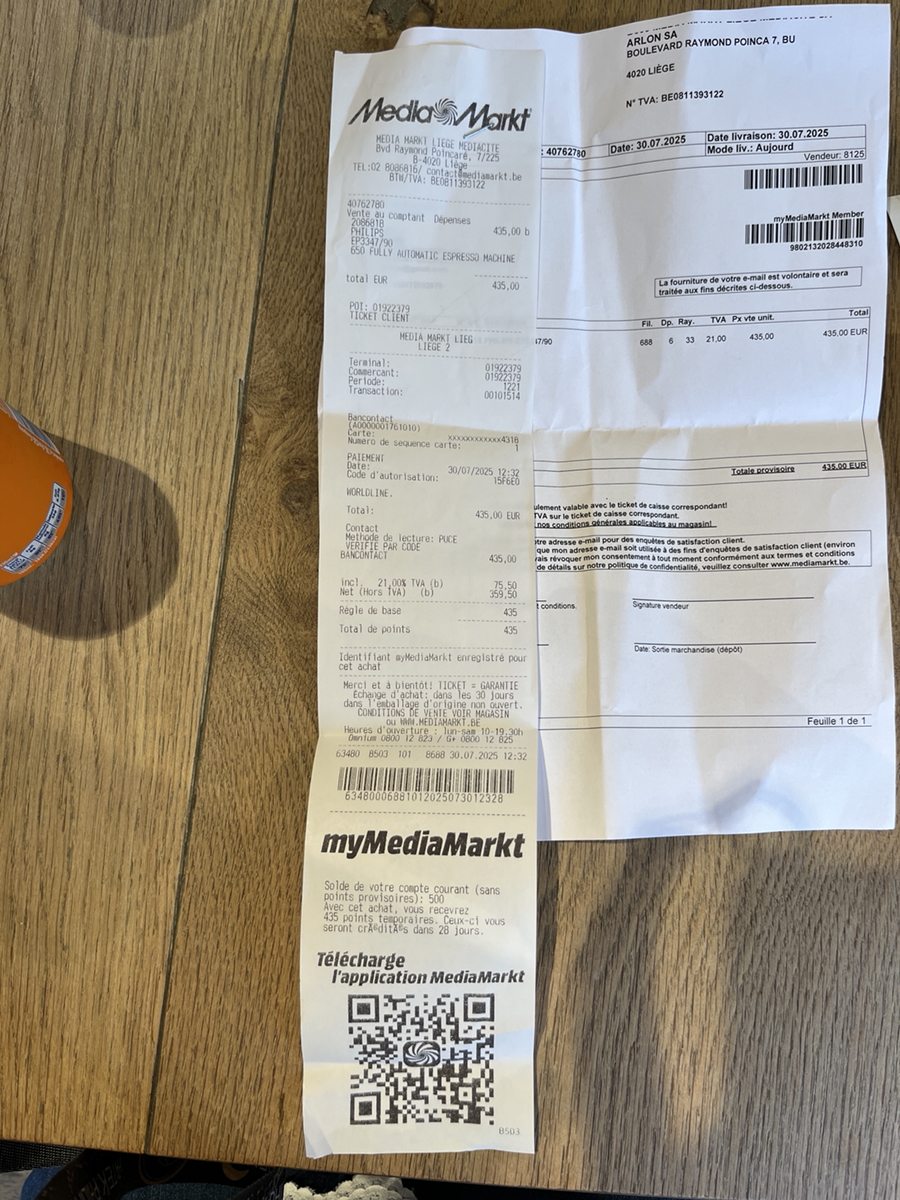 Media Markt
MEDIA MARKT LIEGE MEDIACITE
Bvd Raymond Poincaré, 7/225
B-4020 Liège
TEL:02 8086816/ contact@mediamarkt.be
BTW/TVA: BE0811393122
40762780
Vente au comptant Dépenses
2086818
PHILIPS 435,00 b
EP3347/90
650 FULLY AUTOMATIC ESPRESSO MACHINE
total EUR 435,00
POI: 01922379
TICKET CLIENT
MEDIA MARKT LIEG
LIEGE 2
Terminal: 01922379
Commercant: 01922379
Periode: 1221
Transaction: 00101514
Bancontact
(A0000001761010)
Carte: xxxxxxxxxxxx4318
Numero de sequence carte: 1
PAIEMENT
Date: 30/07/2025 12:32
Code d'autorisation: 15F6E0
WORLDLINE.
Total: 435,00 EUR
Contact
Methode de lecture: PUCE
VERIFIE PAR CODE
BANCONTACT 435,00
incl. 21,00% TVA (b) 75,50
Net (Hors TVA) (b) 359,50
Règle de base 435
Total de points 435
Identifiant myMediaMarkt enregistré pour
cet achat
Merci et à bientôt! TICKET = GARANTIE
Échange d'achat: dans les 30 jours
dans l'emballage d'origine non ouvert.
CONDITIONS DE VENTE VOIR MAGASIN
ou WWW.MEDIAMARKT.BE
Heures d'ouverture : lun-sam 10-19.30h
Omnium 0800 12 823 / G+ 0800 12 825
63480 8503 101 8688 30.07.2025 12:32
6348000688101202507301 2328
myMediaMarkt
Solde de votre compte courant (sans
points provisoires): 500
Avec cet achat, vous recevrez
435 points temporaires. Ceux-ci vous
seront crÃ©ditÃ©s dans 28 jours.
Télécharge
l'application MediaMarkt
8503
ARLON SA
BOULEVARD RAYMOND POINCA 7, BU
4020 LIÈGE
N° TVA: BE0811393122
: 40762780
Date: 30.07.2025
Date livraison: 30.07.2025
Mode liv.: Aujourd
Vendeur: 8125
myMediaMarkt Member
9802132028448310
La fourniture de votre e-mail est volontaire et sera
traitée aux fins décrites ci-dessous.
Fil. Dp. Ray. TVA Px vte unit. Total
47/90 688 6 33 21,00 435,00 435,00 EUR
Totale provisoire 435.00 EUR
ulement valable avec le ticket de caisse correspondant!
TVA sur le ticket de caisse correspondant.
nos conditions générales applicables au magasin!
tre adresse e-mail pour des enquêtes de satisfaction client.
que mon adresse e-mail soit utilisée à des fins d'enquêtes de satisfaction client (environ
vais révoquer mon consentement à tout moment conformément aux termes et conditions
de détails sur notre politique de confidentialité, veuillez consulter www.mediamarkt.be.
t conditions.
Signature vendeur
Date: Sortie marchandise (dépôt)
Feuille 1 de 1